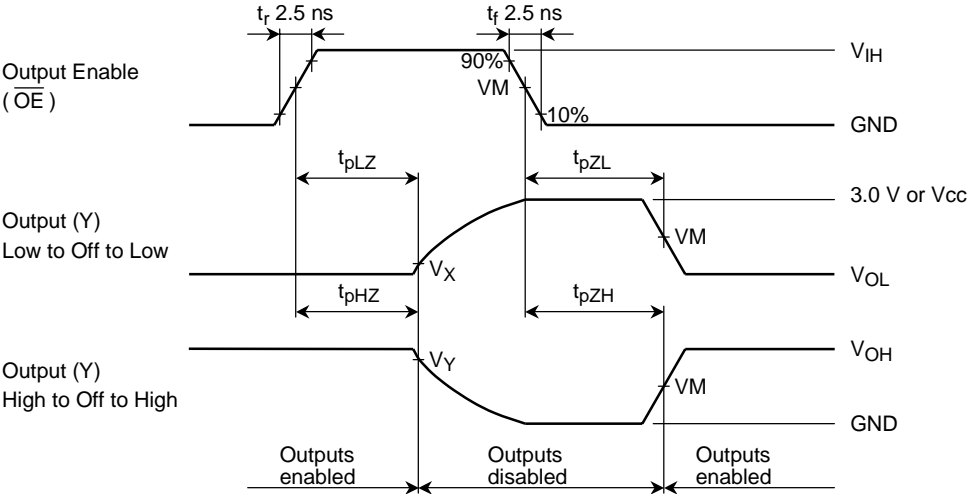 tr 2.5 ns
tf 2.5 ns
Output Enable
( OE )
90%
VM
10%
VIH
GND
tpLZ
tpZL
3.0 V or Vcc
Output (Y)
Low to Off to Low
VX
VM
VOL
tpHZ
tpZH
VOH
Output (Y)
High to Off to High
VY
VM
GND
Outputs
enabled
Outputs
disabled
Outputs
enabled